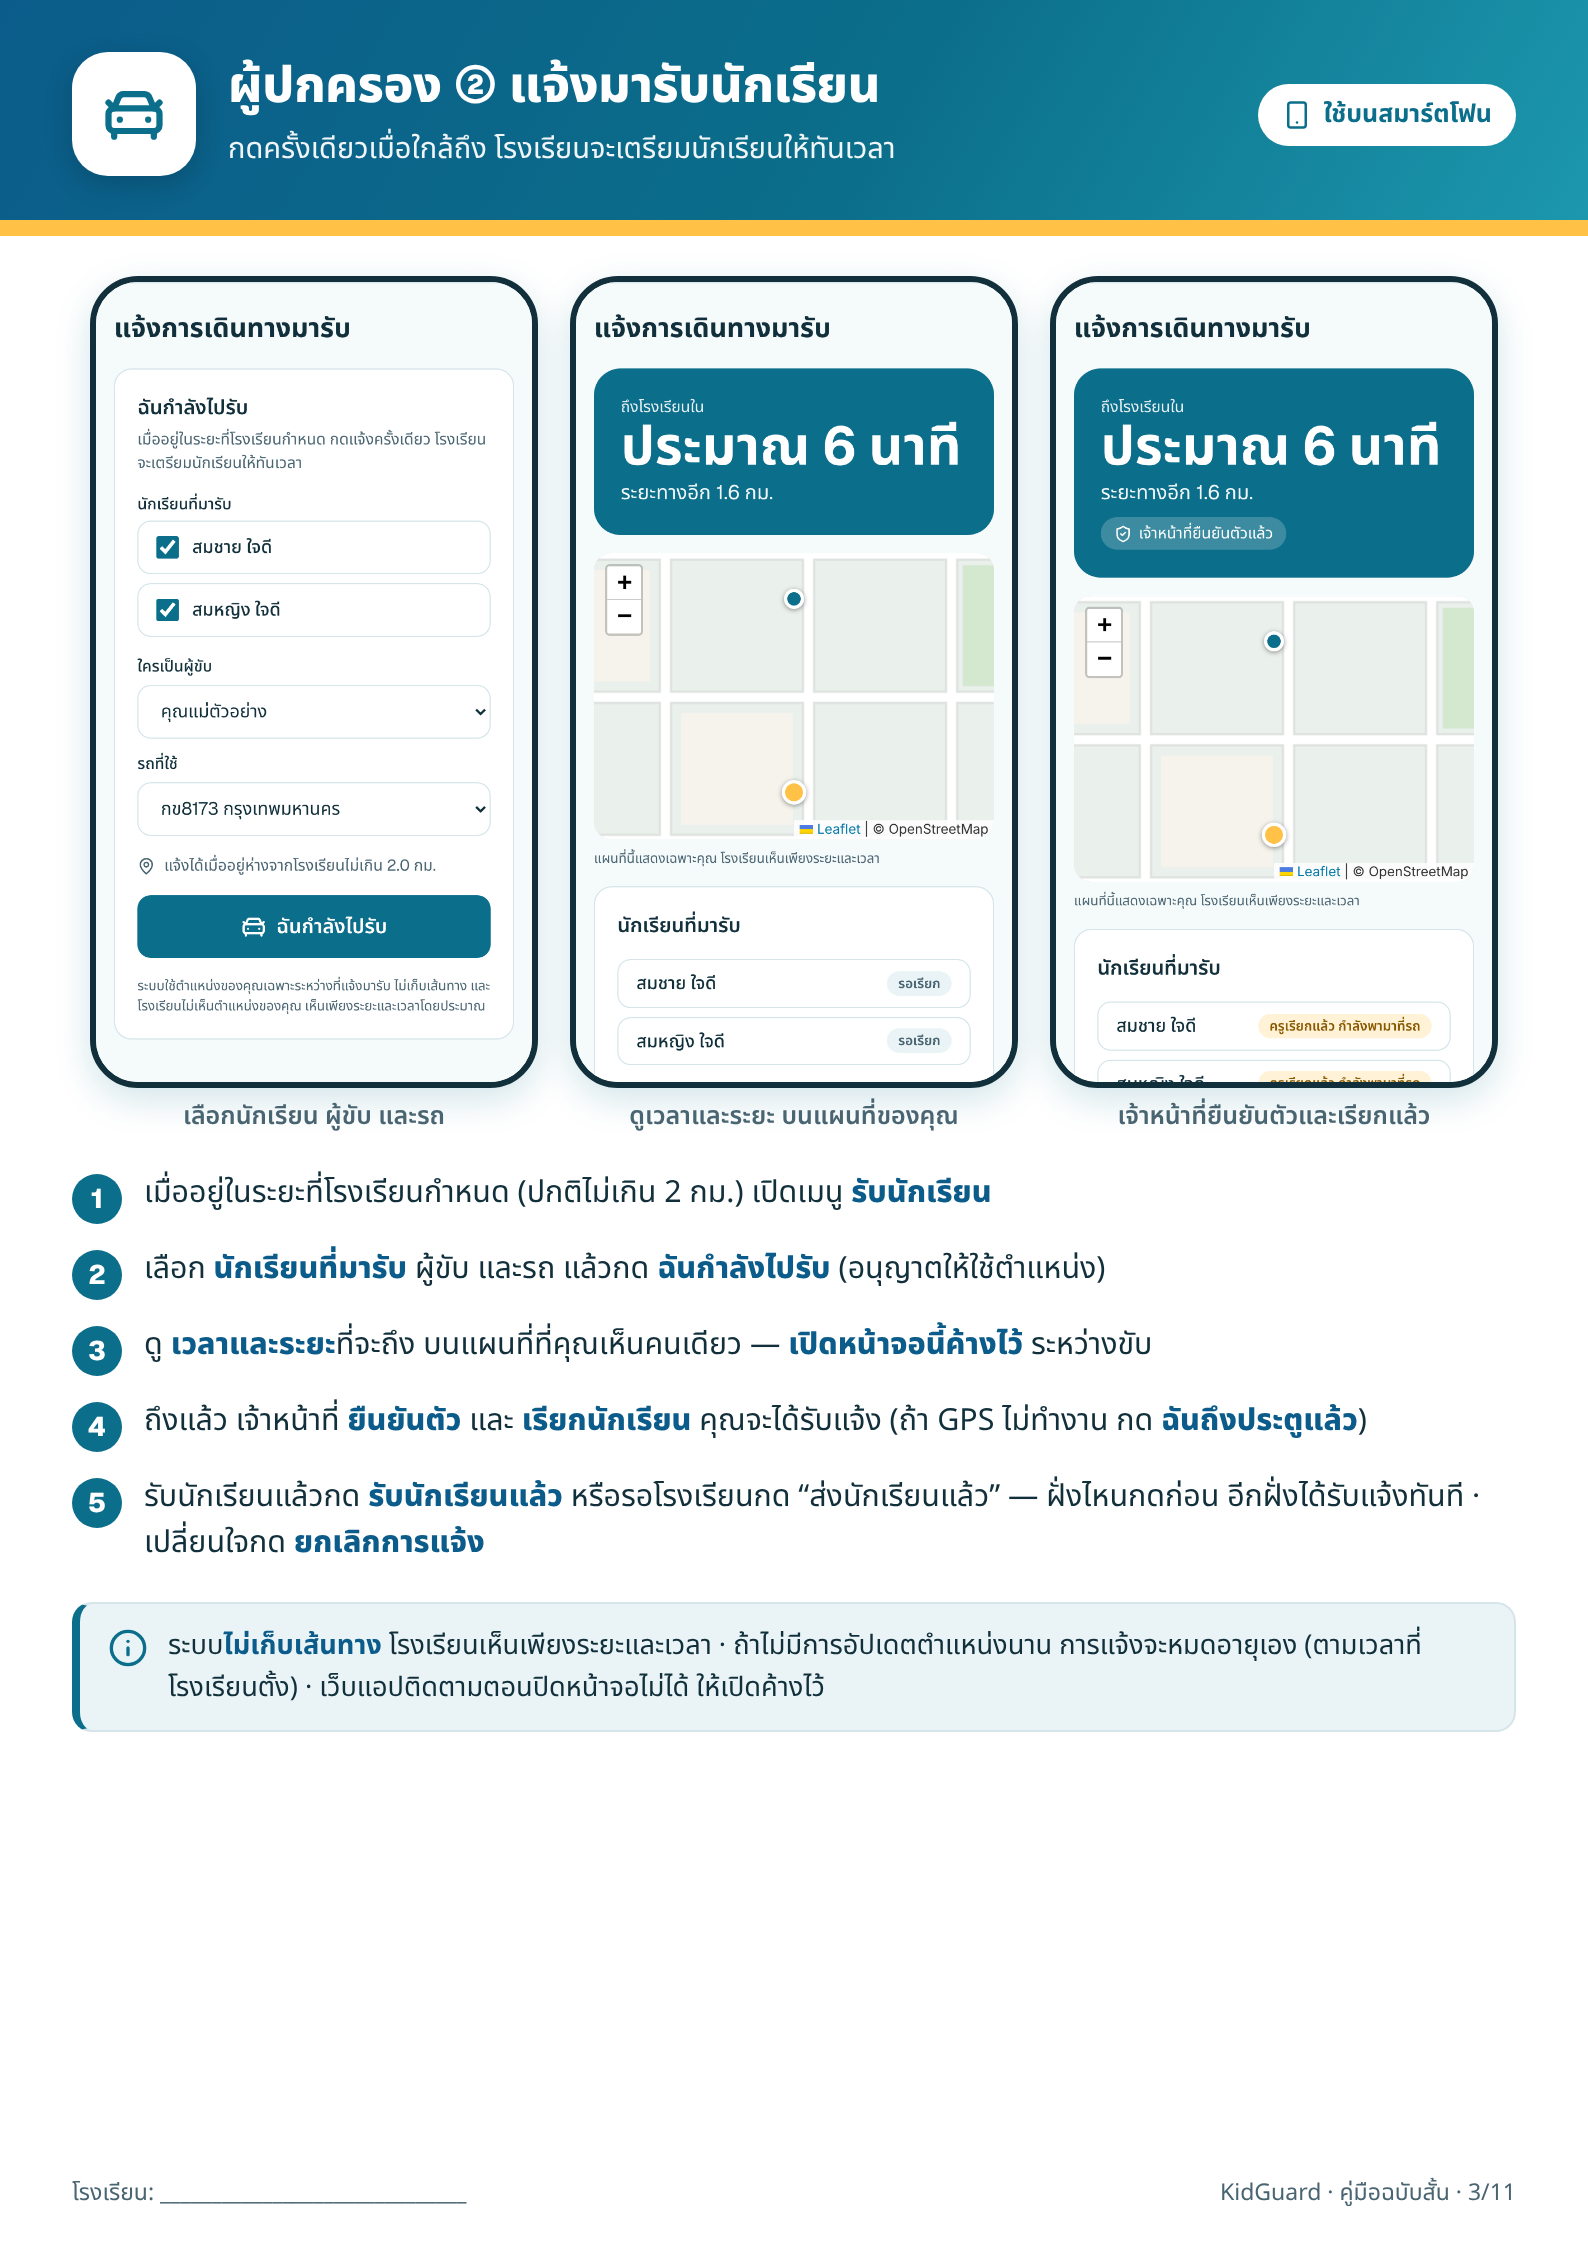 ผู้ปกครอง ② แจ้งมารับนักเรียน
กดครั้งเดียวเมื่อใกล้ถึง โรงเรียนจะเตรียมนักเรียนให้ทันเวลา
ใช้บนสมาร์ตโฟน
แจ้งการเดินทางมารับ
ฉันกำลังไปรับ
เมื่ออยู่ในระยะที่โรงเรียนกำหนด กดแจ้งครั้งเดียว โรงเรียน
จะเตรียมนักเรียนให้ทันเวลา
นักเรียนที่มารับ
สมชาย ใจดี
สมหญิง ใจดี
ใครเป็นผู้ขับ
คุณแม่ตัวอย่าง
รถที่ใช้
กข8173 กรุงเทพมหานคร
แจ้งได้เมื่ออยู่ห่างจากโรงเรียนไม่เกิน 2.0 กม.
ฉันกำลังไปรับ
ระบบใช้ตำแหน่งของคุณเฉพาะระหว่างที่แจ้งมารับ ไม่เก็บเส้นทาง และ
โรงเรียนไม่เห็นตำแหน่งของคุณ เห็นเพียงระยะและเวลาโดยประมาณ
เลือกนักเรียน ผู้ขับ และรถ
แจ้งการเดินทางมารับ
ถึงโรงเรียนใน
ประมาณ 6 นาที
ระยะทางอีก 1.6 กม.
+
−
Leaflet | © OpenStreetMap
แผนที่นี้แสดงเฉพาะคุณ โรงเรียนเห็นเพียงระยะและเวลา
นักเรียนที่มารับ
สมชาย ใจดี รอเรียก
สมหญิง ใจดี รอเรียก
ดูเวลาและระยะ บนแผนที่ของคุณ
แจ้งการเดินทางมารับ
ถึงโรงเรียนใน
ประมาณ 6 นาที
ระยะทางอีก 1.6 กม.
เจ้าหน้าที่ยืนยันตัวแล้ว
+
−
Leaflet | © OpenStreetMap
แผนที่นี้แสดงเฉพาะคุณ โรงเรียนเห็นเพียงระยะและเวลา
นักเรียนที่มารับ
สมชาย ใจดี ครูเรียกแล้ว กำลังพามาที่รถ
สมหญิง ใจดี ครูเรียกแล้ว กำลังพามาที่รถ
เจ้าหน้าที่ยืนยันตัวและเรียกแล้ว
1 เมื่ออยู่ในระยะที่โรงเรียนกำหนด (ปกติไม่เกิน 2 กม.) เปิดเมนู รับนักเรียน
2 เลือก นักเรียนที่มารับ ผู้ขับ และรถ แล้วกด ฉันกำลังไปรับ (อนุญาตให้ใช้ตำแหน่ง)
3 ดู เวลาและระยะที่จะถึง บนแผนที่ที่คุณเห็นคนเดียว — เปิดหน้าจอนี้ค้างไว้ ระหว่างขับ
4 ถึงแล้ว เจ้าหน้าที่ ยืนยันตัว และ เรียกนักเรียน คุณจะได้รับแจ้ง (ถ้า GPS ไม่ทำงาน กด ฉันถึงประตูแล้ว)
5 รับนักเรียนแล้วกด รับนักเรียนแล้ว หรือรอโรงเรียนกด “ส่งนักเรียนแล้ว” — ฝั่งไหนกดก่อน อีกฝั่งได้รับแจ้งทันที ·
เปลี่ยนใจกด ยกเลิกการแจ้ง
ระบบไม่เก็บเส้นทาง โรงเรียนเห็นเพียงระยะและเวลา · ถ้าไม่มีการอัปเดตตำแหน่งนาน การแจ้งจะหมดอายุเอง (ตามเวลาที่
โรงเรียนตั้ง) · เว็บแอปติดตามตอนปิดหน้าจอไม่ได้ ให้เปิดค้างไว้
โรงเรียน: ____________________________
KidGuard · คู่มือฉบับสั้น · 3/11